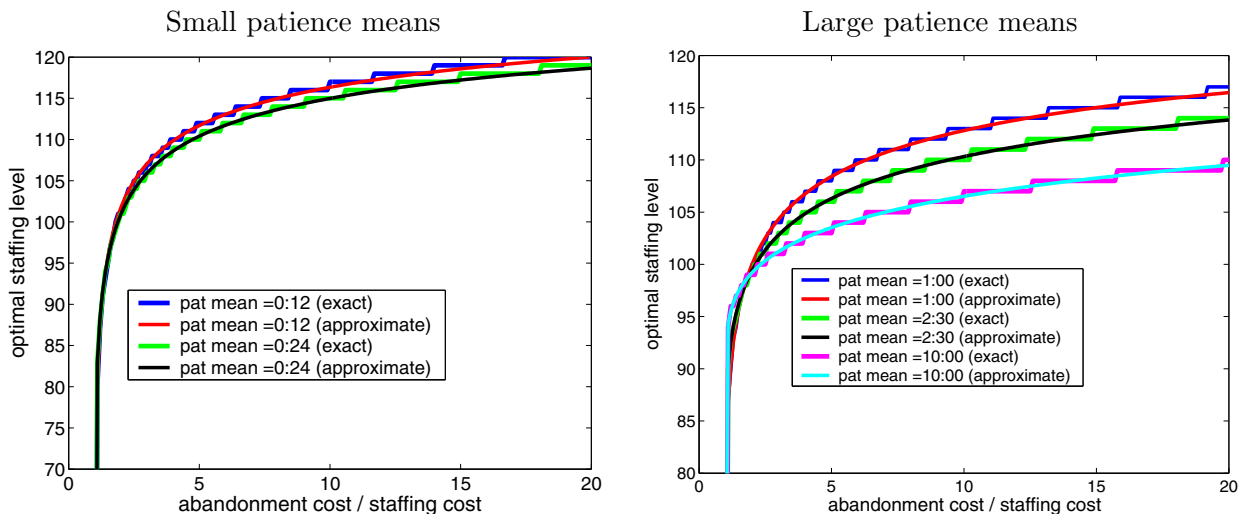 Small patience means
120
115
110
105
100
95
90
85
80
75
70
0
5
10
15
20
optimal staffing level
abandonment cost / staffing cost
pat mean =0:12 (exact)
pat mean =0:12 (approximate)
pat mean =0:24 (exact)
pat mean =0:24 (approximate)
Large patience means
120
115
110
105
100
95
90
85
80
0
5
10
15
20
optimal staffing level
abandonment cost / staffing cost
pat mean =1:00 (exact)
pat mean =1:00 (approximate)
pat mean =2:30 (exact)
pat mean =2:30 (approximate)
pat mean =10:00 (exact)
pat mean =10:00 (approximate)